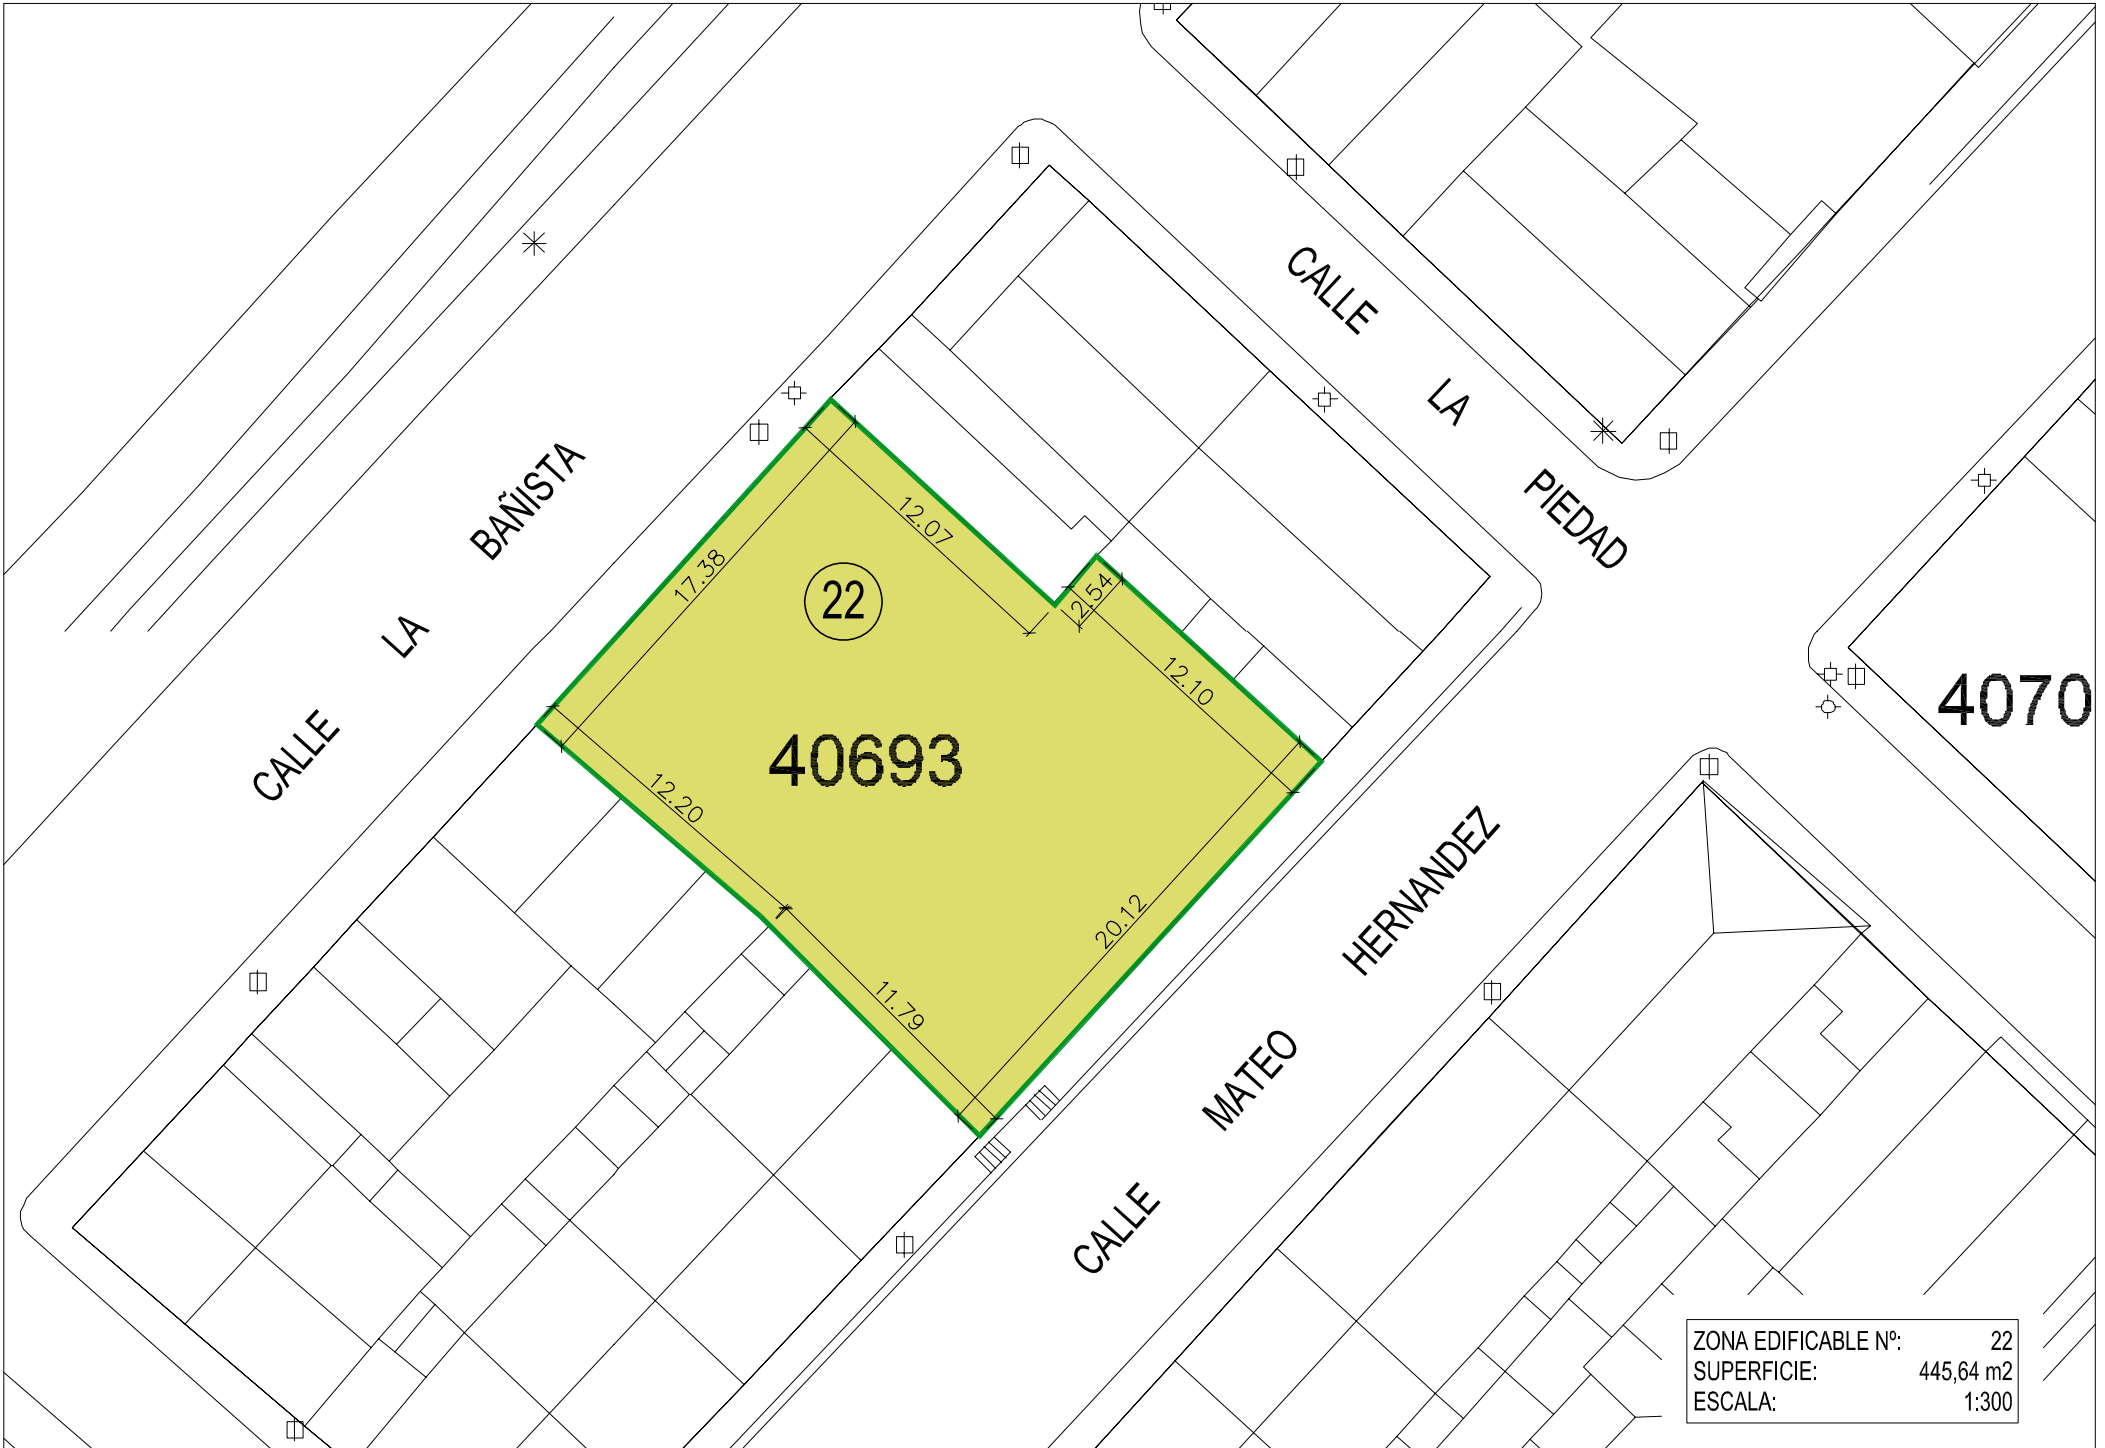 CALLE LA PIEDAD
CALLE LA BAÑISTA
12.07
17.38
22
2.54
12.10
40693
4070
12.20
11.79
20.12
CALLE MATEO HERNANDEZ
ZONA EDIFICABLE Nº: 22
SUPERFICIE: 445,64 m2
ESCALA: 1:300